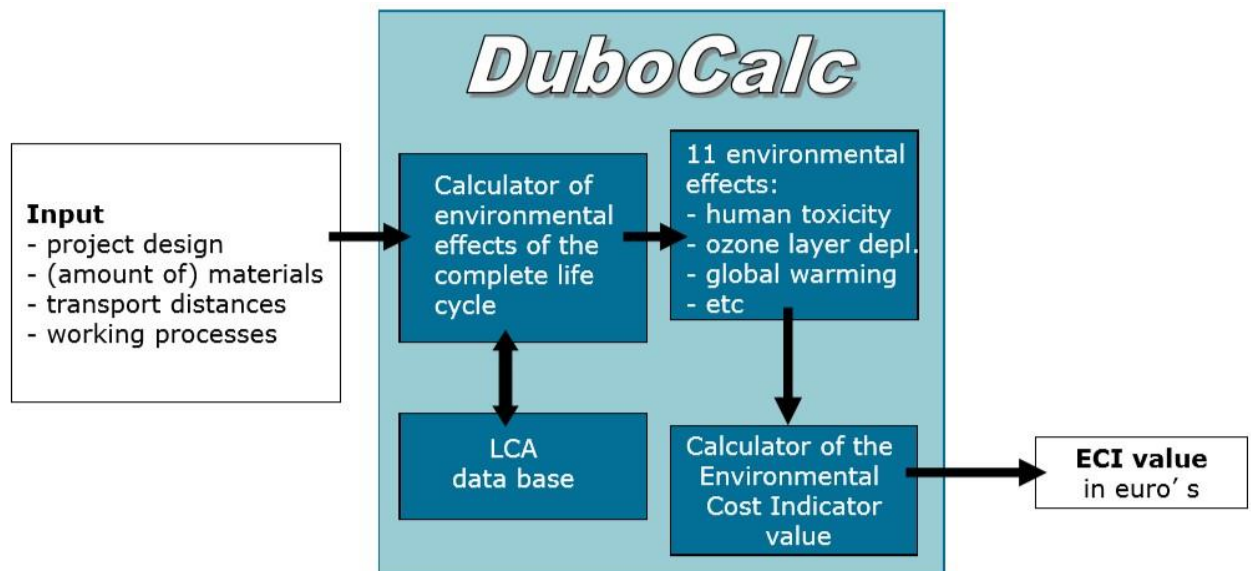 DuboCalc
Input
- project design
- (amount of) materials
- transport distances
- working processes
Calculator of
environmental
effects of the
complete life
cycle
11 environmental
effects:
- human toxicity
- ozone layer depl.
- global warming
- etc
LCA
data base
Calculator of the
Environmental
Cost Indicator
value
ECI value
in euro´ s